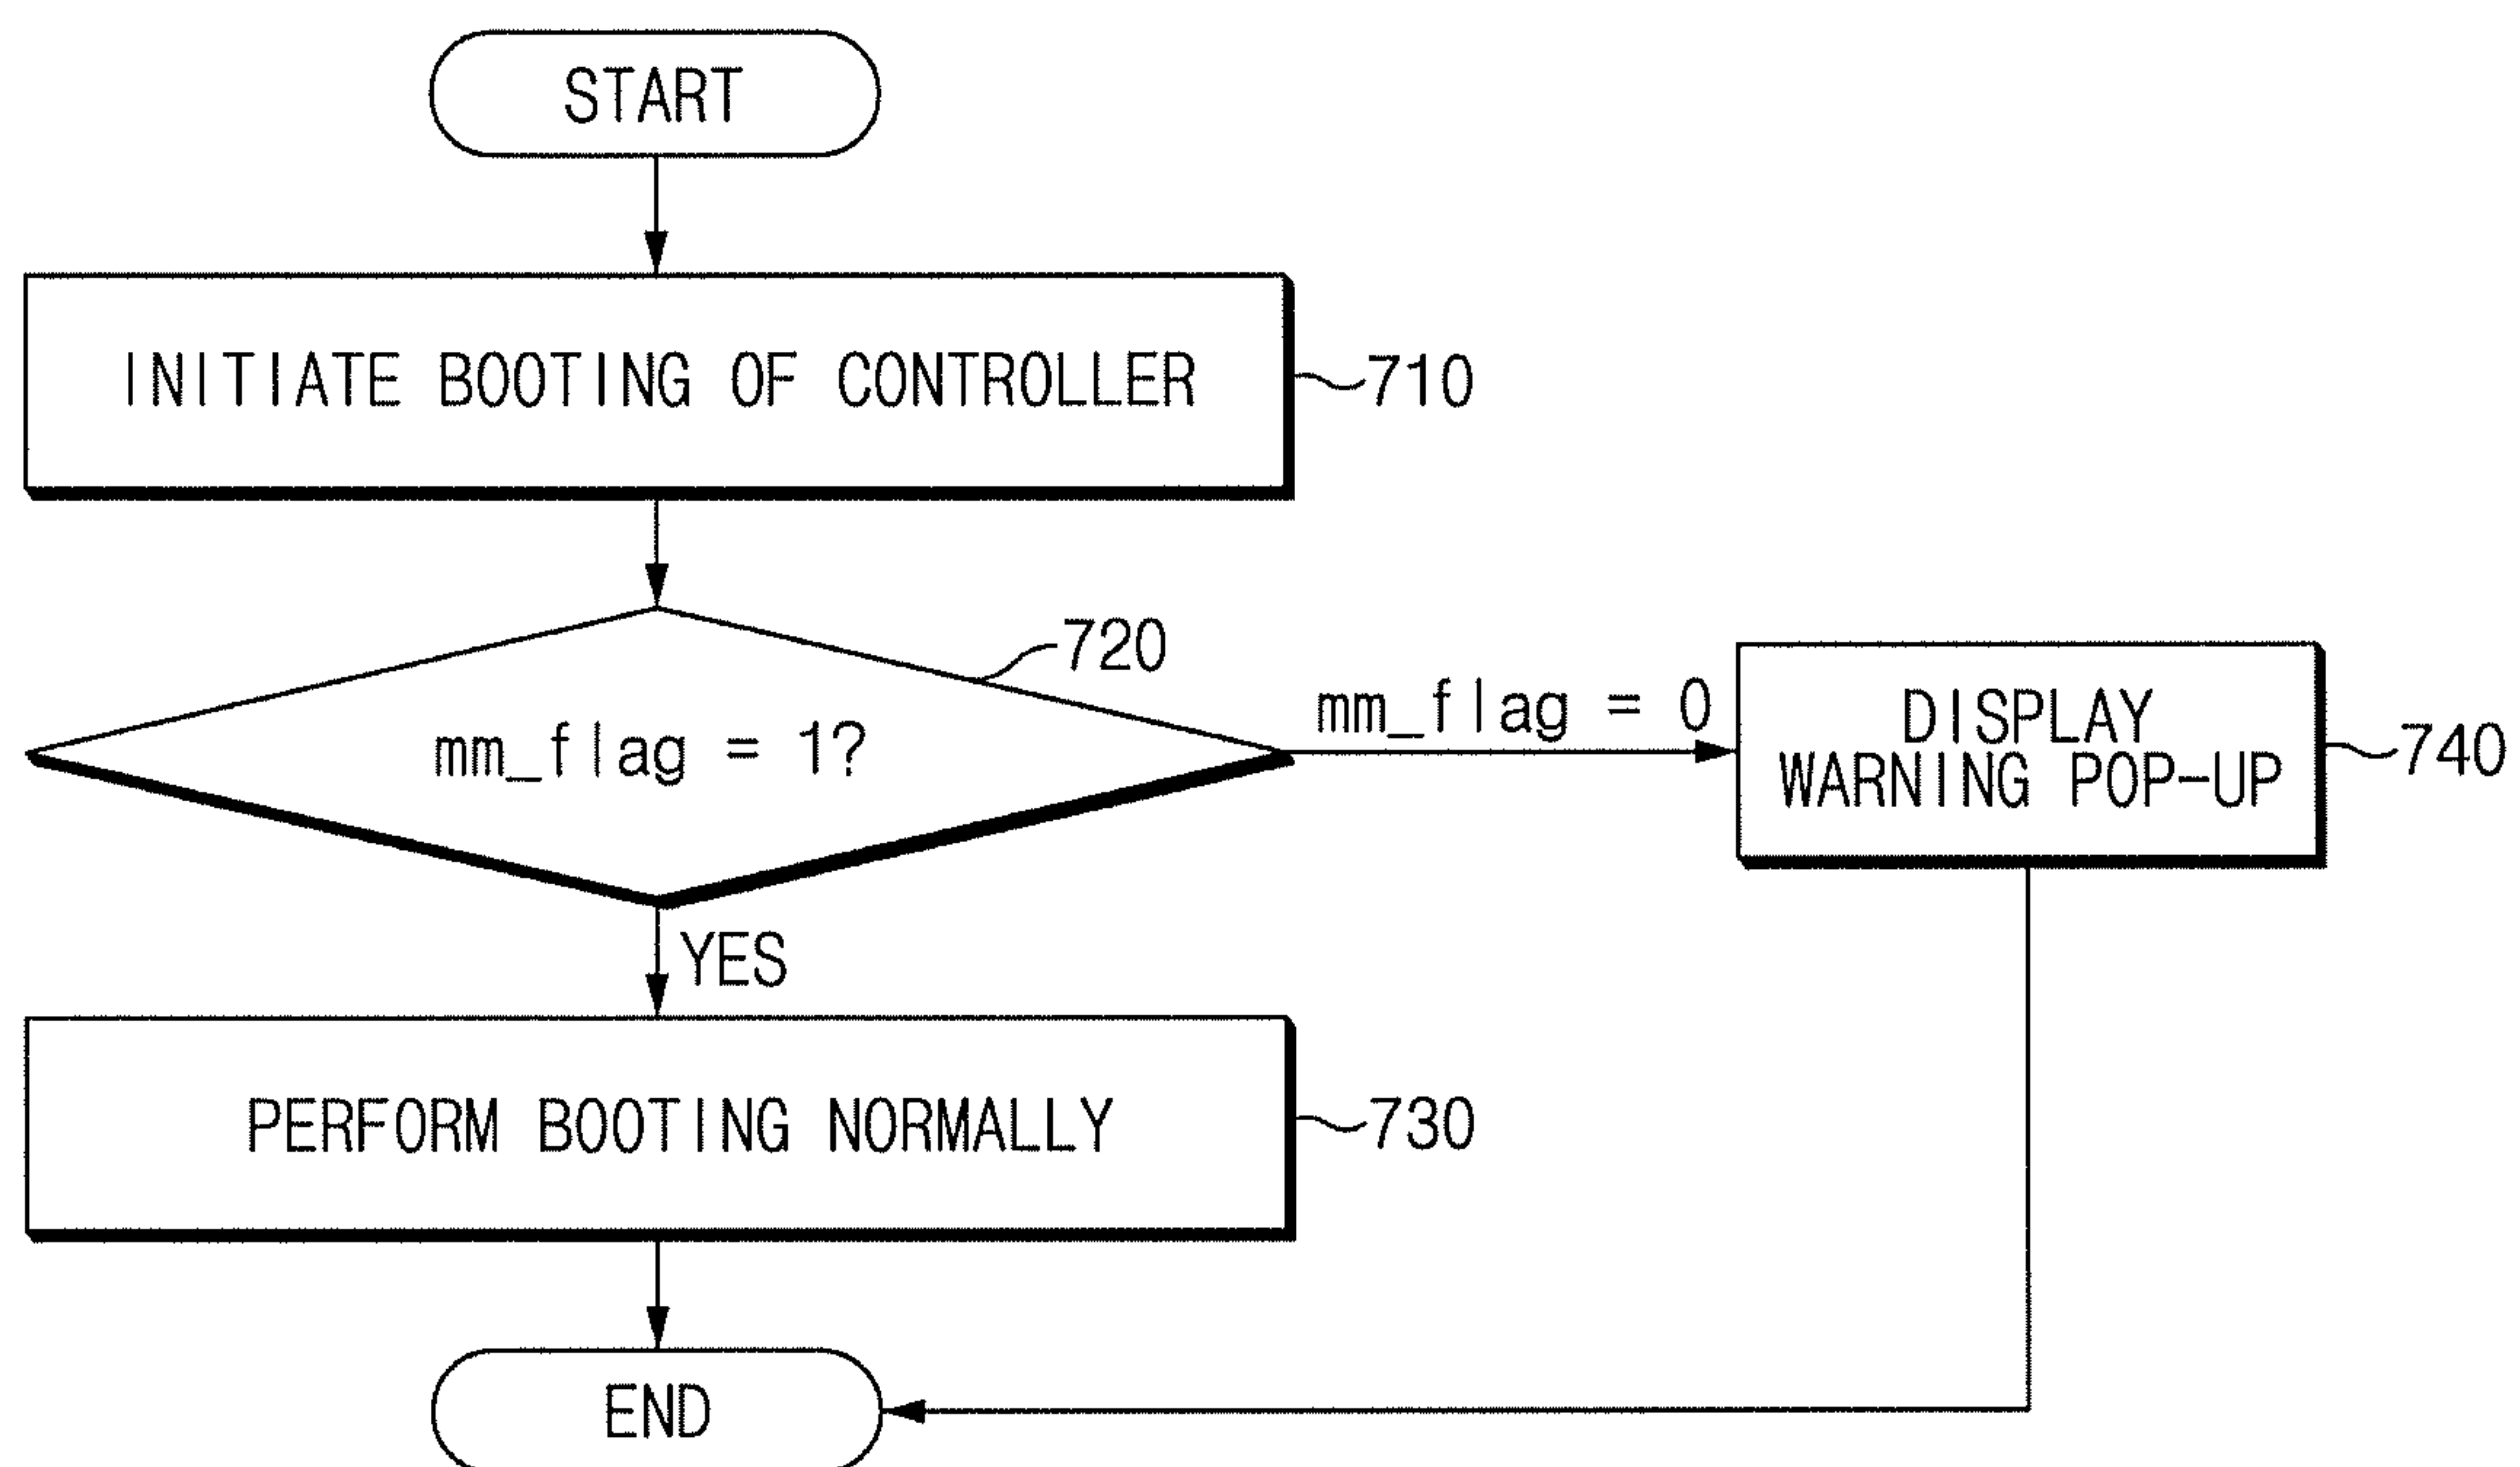 START
INITIATE BOOTING OF CONTROLLER
710
720
mm_flag = 1?
mm_flag = 0
DISPLAY
WARNING POP-UP
740
YES
PERFORM BOOTING NORMALLY
730
END